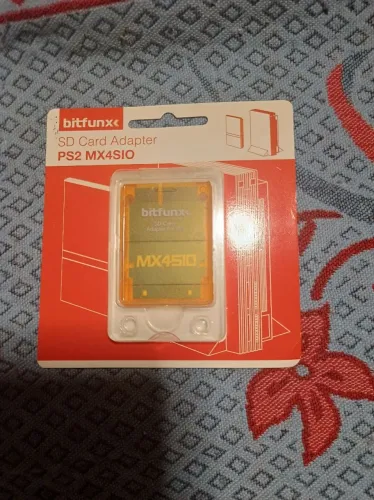 bitfunx
SD Card Adapter
PS2 MX4SIO
bitfunx
MX4SIO